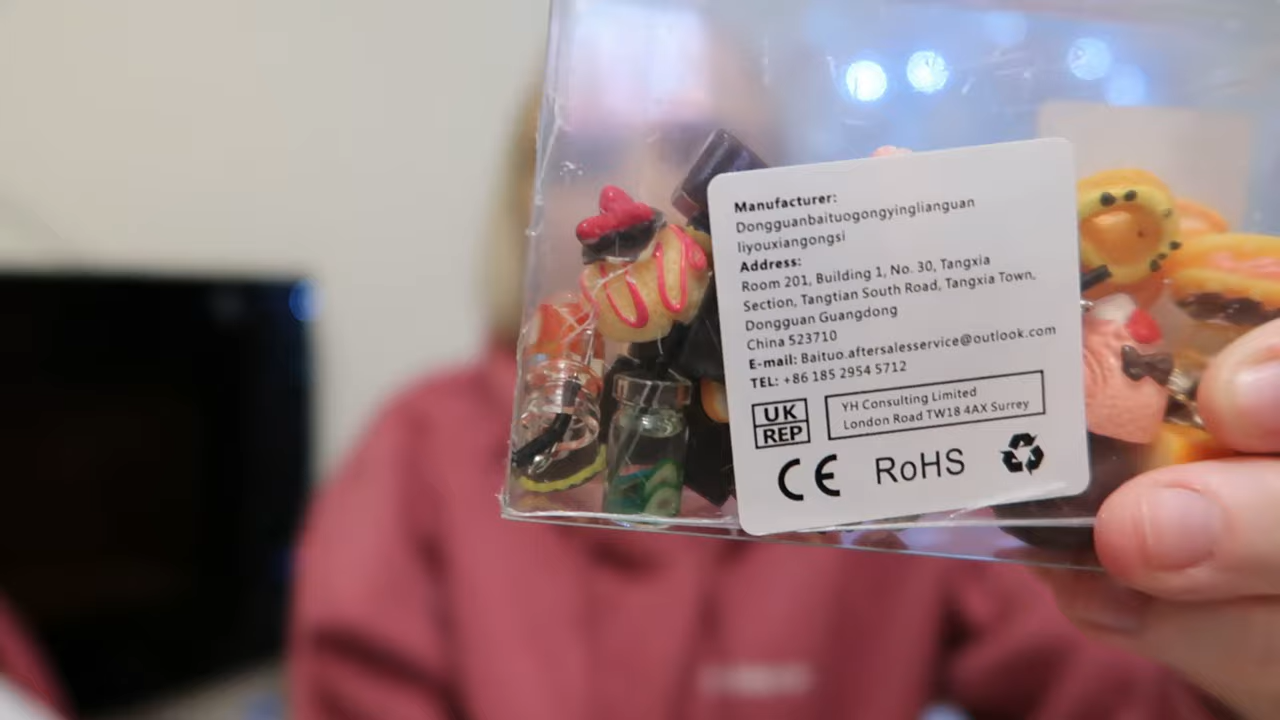 Manufacturer:
Dongguanbaituogongyinglianguan
liyouxiangongsi
Address:
Room 201, Building 1, No. 30, Tangxia
Section, Tangtian South Road, Tangxia Town,
Dongguan Guangdong
China 523710
E-mail: Baituo.aftersalesservice@outlook.com
TEL: +86 185 2954 5712
UK
REP
YH Consulting Limited
London Road TW18 4AX Surrey
CE RoHS